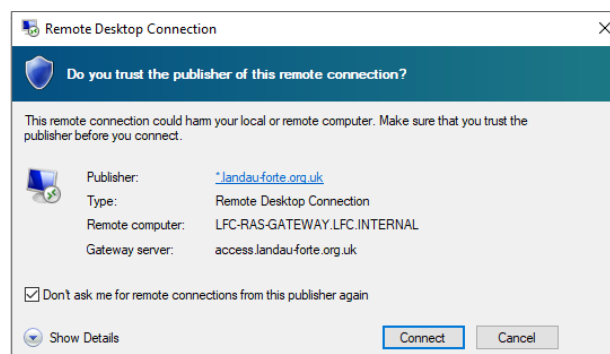 Remote Desktop Connection
Do you trust the publisher of this remote connection?
This remote connection could harm your local or remote computer. Make sure that you trust the
publisher before you connect.
Publisher: *.landau-forte.org.uk
Type: Remote Desktop Connection
Remote computer: LFC-RAS-GATEWAY.LFC.INTERNAL
Gateway server: access.landau-forte.org.uk
Don't ask me for remote connections from this publisher again
Show Details Connect Cancel